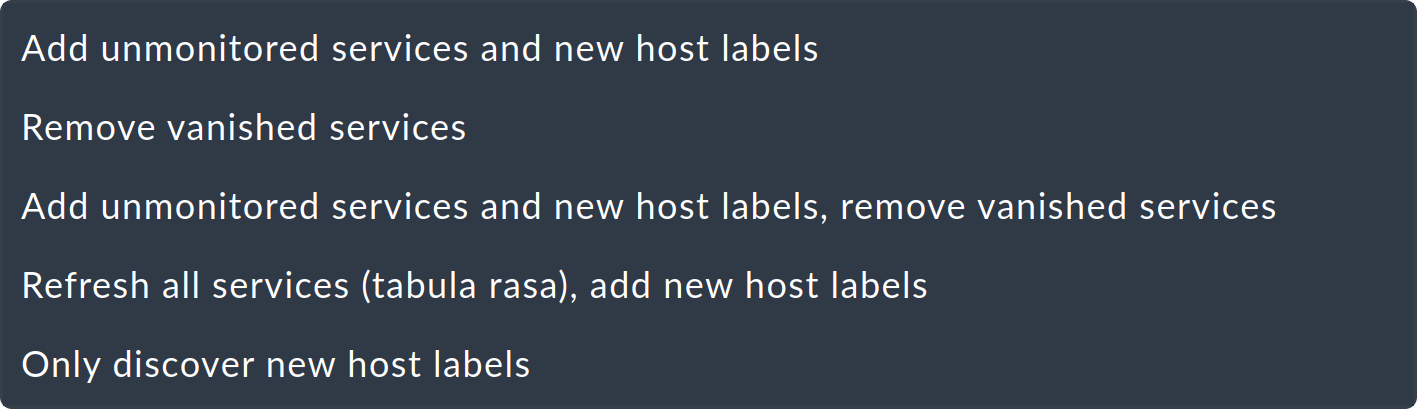 Add unmonitored services and new host labels
Remove vanished services
Add unmonitored services and new host labels, remove vanished services
Refresh all services (tabula rasa), add new host labels
Only discover new host labels